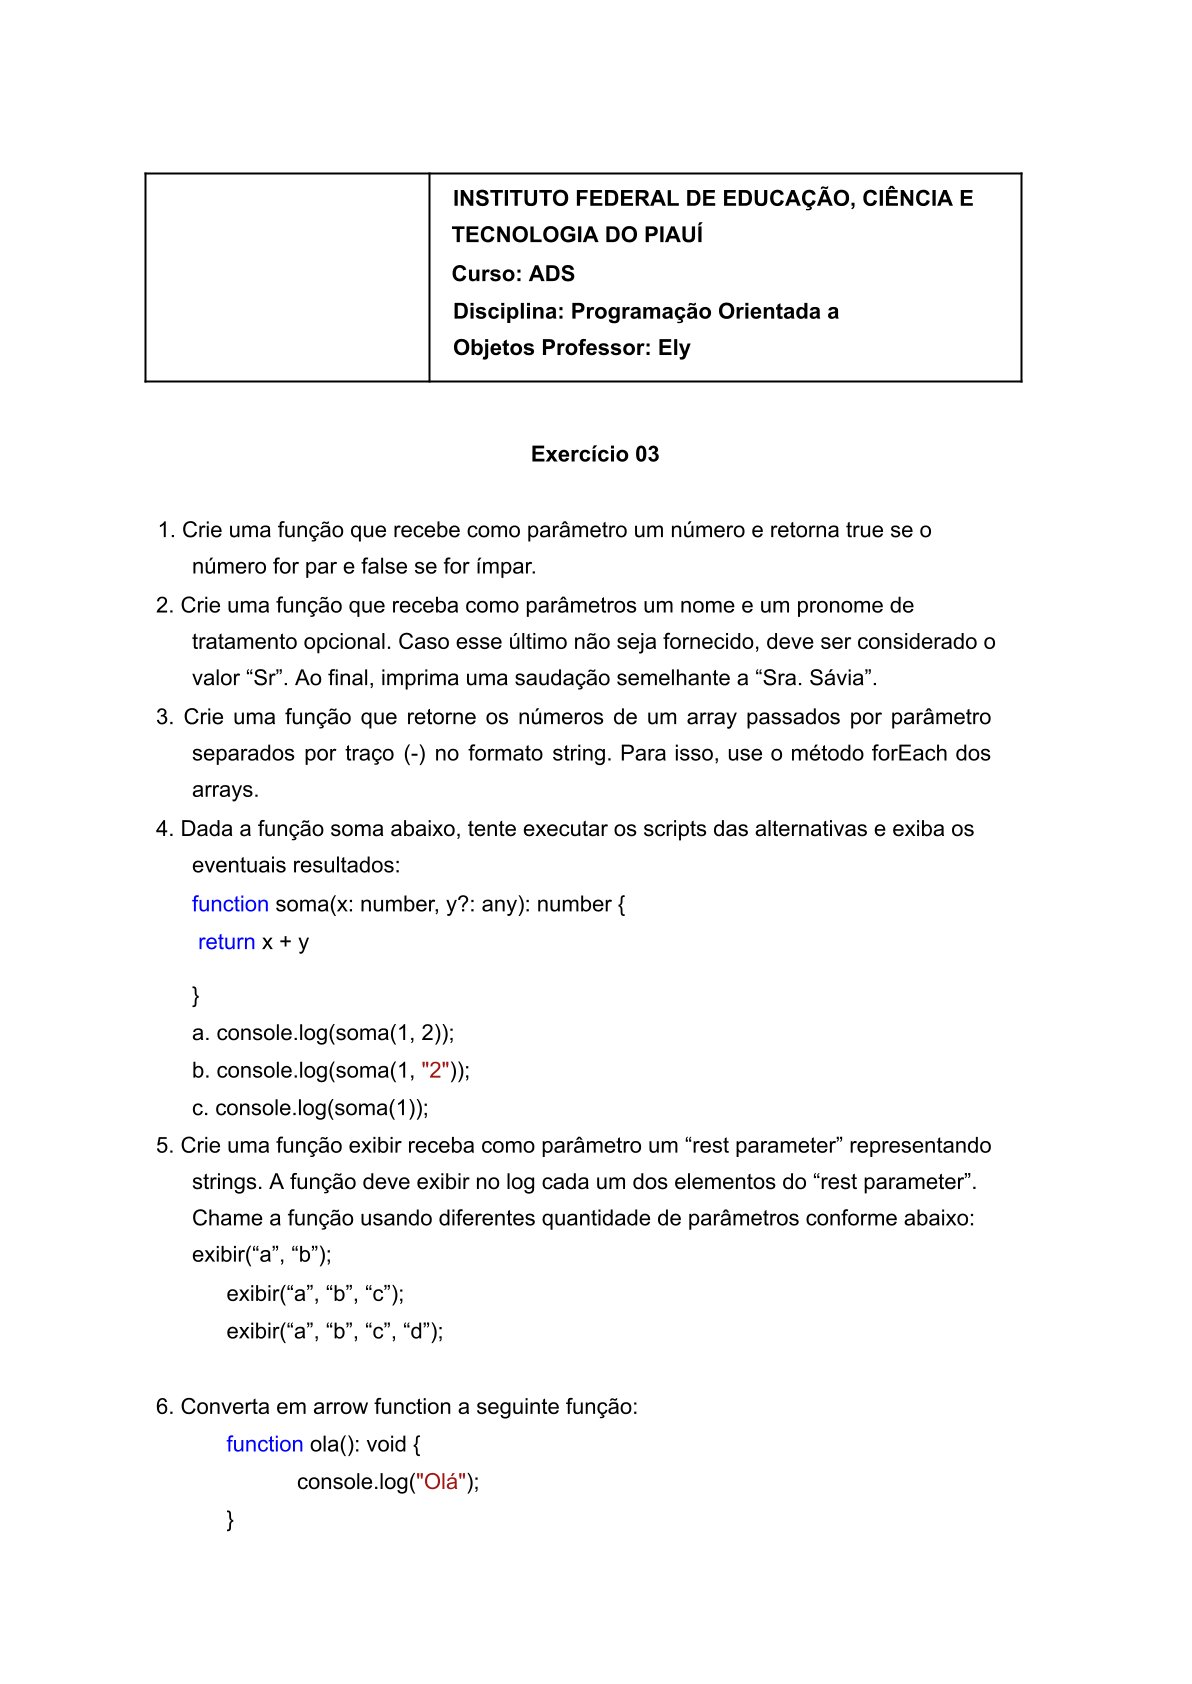 INSTITUTO FEDERAL DE EDUCAÇÃO, CIÊNCIA E
TECNOLOGIA DO PIAUÍ
Curso: ADS
Disciplina: Programação Orientada a
Objetos Professor: Ely
Exercício 03
1. Crie uma função que recebe como parâmetro um número e retorna true se o
número for par e false se for ímpar.
2. Crie uma função que receba como parâmetros um nome e um pronome de
tratamento opcional. Caso esse último não seja fornecido, deve ser considerado o
valor “Sr”. Ao final, imprima uma saudação semelhante a “Sra. Sávia”.
3. Crie uma função que retorne os números de um array passados por parâmetro
separados por traço (-) no formato string. Para isso, use o método forEach dos
arrays.
4. Dada a função soma abaixo, tente executar os scripts das alternativas e exiba os
eventuais resultados:
function soma(x: number, y?: any): number {
return x + y
}
a. console.log(soma(1, 2));
b. console.log(soma(1, "2"));
c. console.log(soma(1));
5. Crie uma função exibir receba como parâmetro um “rest parameter” representando
strings. A função deve exibir no log cada um dos elementos do “rest parameter”.
Chame a função usando diferentes quantidade de parâmetros conforme abaixo:
exibir(“a”, “b”);
exibir(“a”, “b”, “c”);
exibir(“a”, “b”, “c”, “d”);
6. Converta em arrow function a seguinte função:
function ola(): void {
console.log("Olá");
}